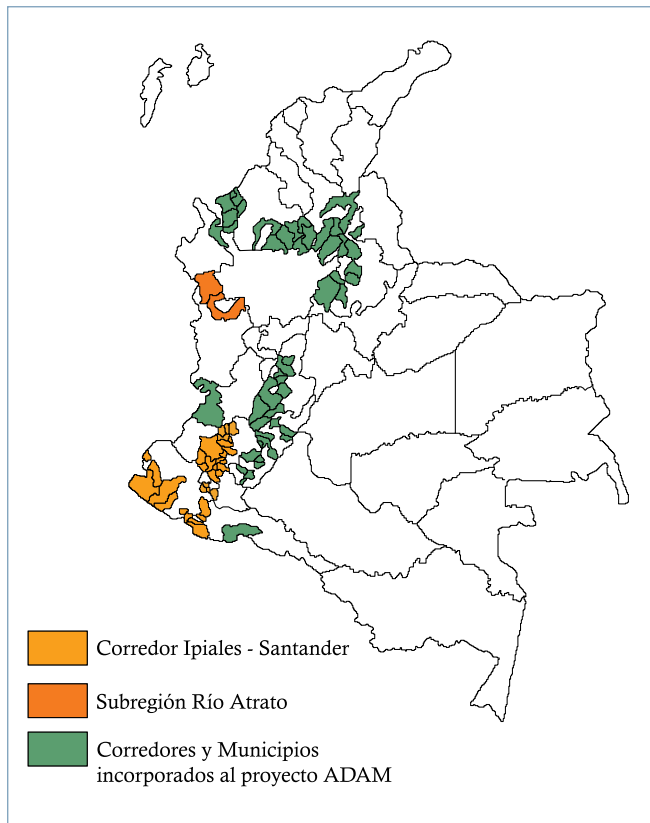 Corredor Ipiales - Santander
Subregión Río Atrato
Corredores y Municipios
incorporados al proyecto ADAM